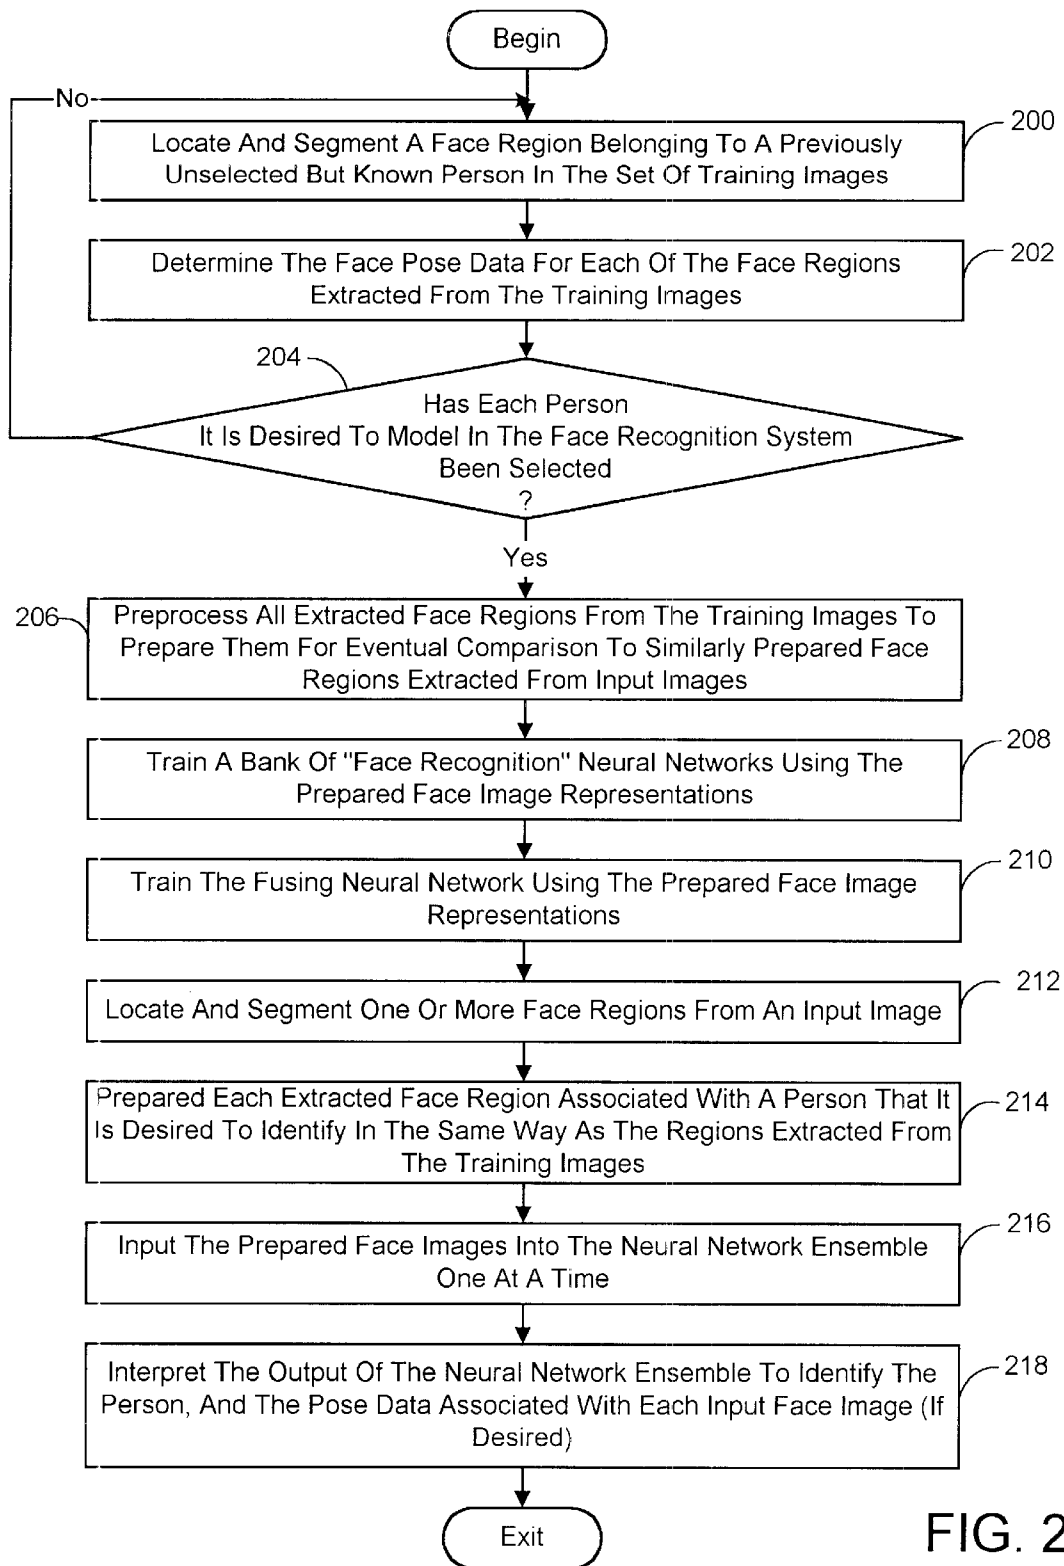 Begin
No
Locate And Segment A Face Region Belonging To A Previously
Unselected But Known Person In The Set Of Training Images
200
Determine The Face Pose Data For Each Of The Face Regions
Extracted From The Training Images
202
204
Has Each Person
It Is Desired To Model In The Face Recognition System
Been Selected
?
Yes
206
Preprocess All Extracted Face Regions From The Training Images To
Prepare Them For Eventual Comparison To Similarly Prepared Face
Regions Extracted From Input Images
208
Train A Bank Of "Face Recognition" Neural Networks Using The
Prepared Face Image Representations
210
Train The Fusing Neural Network Using The Prepared Face Image
Representations
212
Locate And Segment One Or More Face Regions From An Input Image
214
Prepared Each Extracted Face Region Associated With A Person That It
Is Desired To Identify In The Same Way As The Regions Extracted From
The Training Images
216
Input The Prepared Face Images Into The Neural Network Ensemble
One At A Time
218
Interpret The Output Of The Neural Network Ensemble To Identify The
Person, And The Pose Data Associated With Each Input Face Image (If
Desired)
Exit
FIG. 2